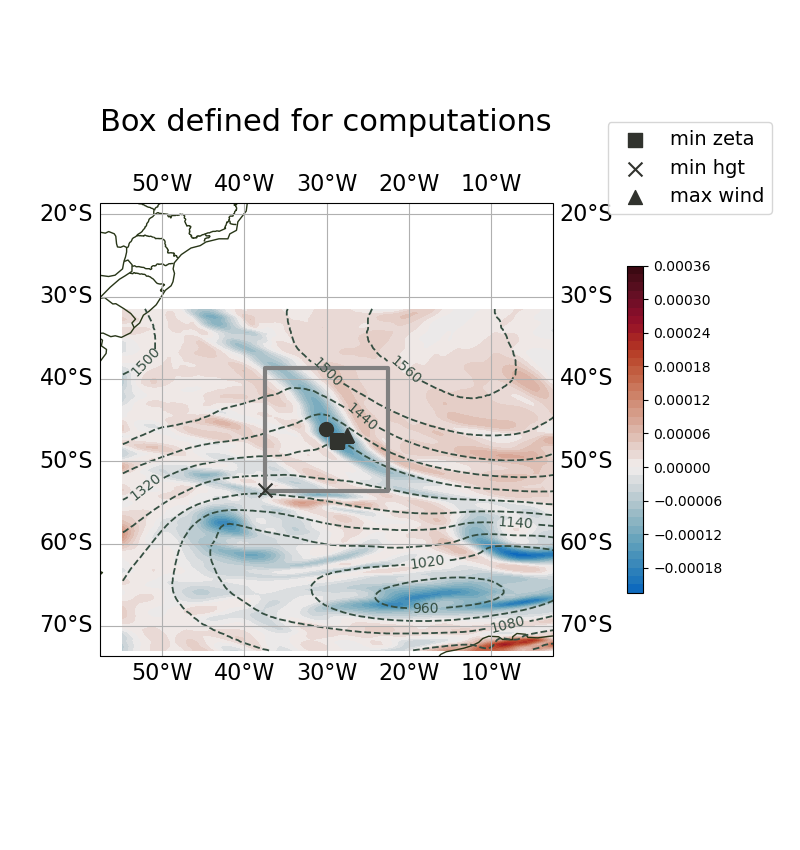 Box defined for computations
min zeta
min hgt
max wind
50°W 40°W 30°W 20°W 10°W
20°S 20°S
30°S 30°S
40°S 40°S
50°S 50°S
60°S 60°S
70°S 70°S
50°W 40°W 30°W 20°W 10°W
1500
1500
1560
1440
1320
1140
1020
960
1080
0.00036
0.00030
0.00024
0.00018
0.00012
0.00006
0.00000
−0.00006
−0.00012
−0.00018